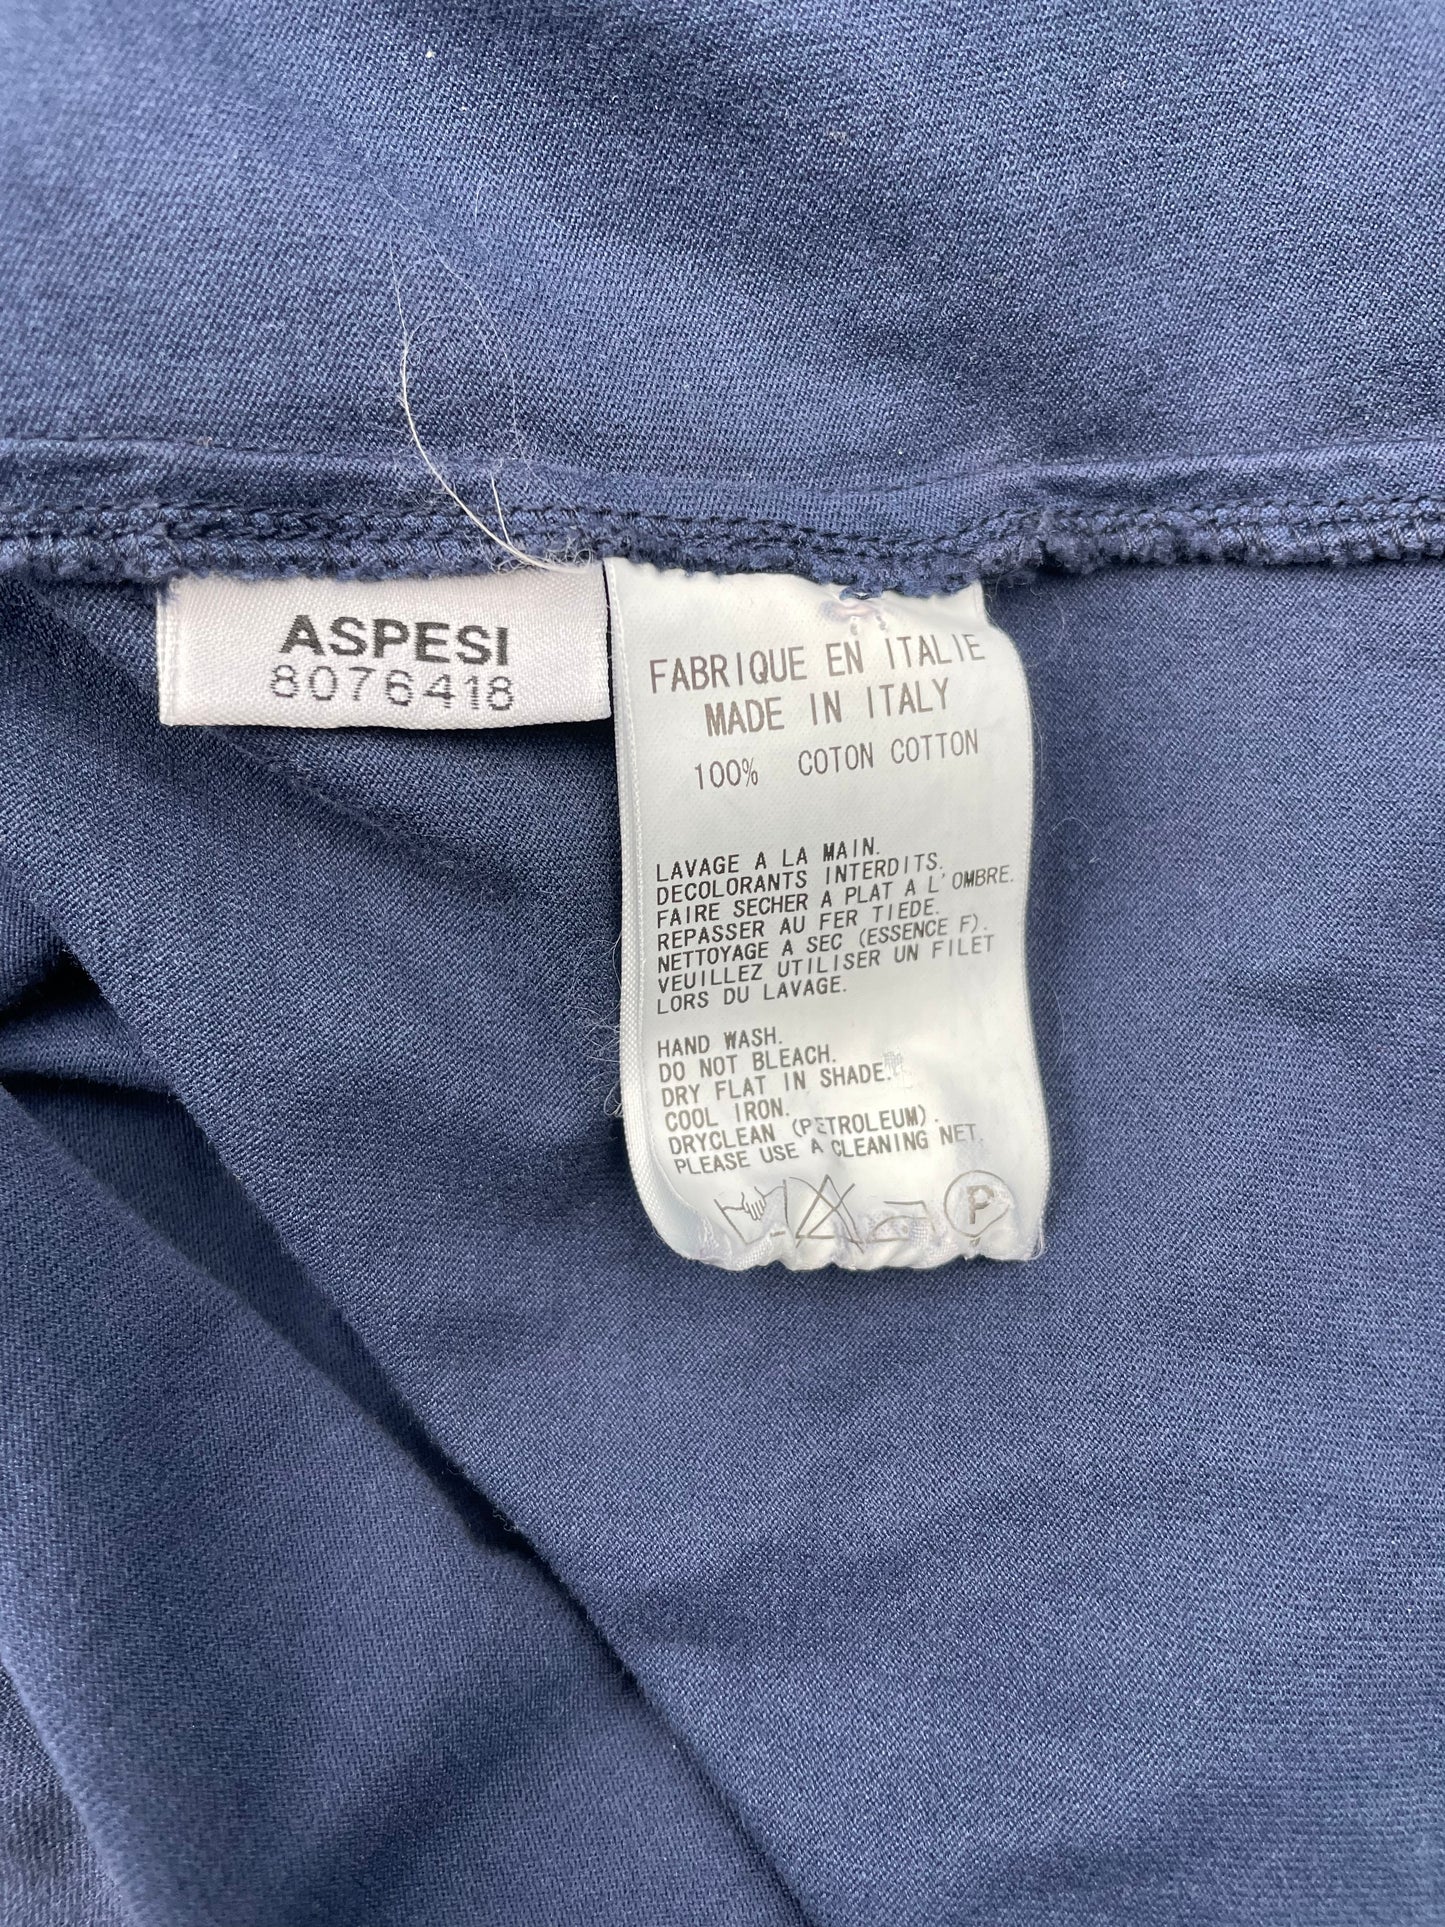 ASPESI
8076418
FABRIQUE EN ITALIE
MADE IN ITALY
100% COTON COTTON
LAVAGE A LA MAIN.
DECOLORANTS INTERDITS.
FAIRE SECHER A PLAT A L'OMBRE.
REPASSER AU FER TIEDE.
NETTOYAGE A SEC (ESSENCE F).
VEUILLEZ UTILISER UN FILET
LORS DU LAVAGE.
HAND WASH.
DO NOT BLEACH.
DRY FLAT IN SHADE.
COOL IRON.
DRYCLEAN (PETROLEUM).
PLEASE USE A CLEANING NET.
P